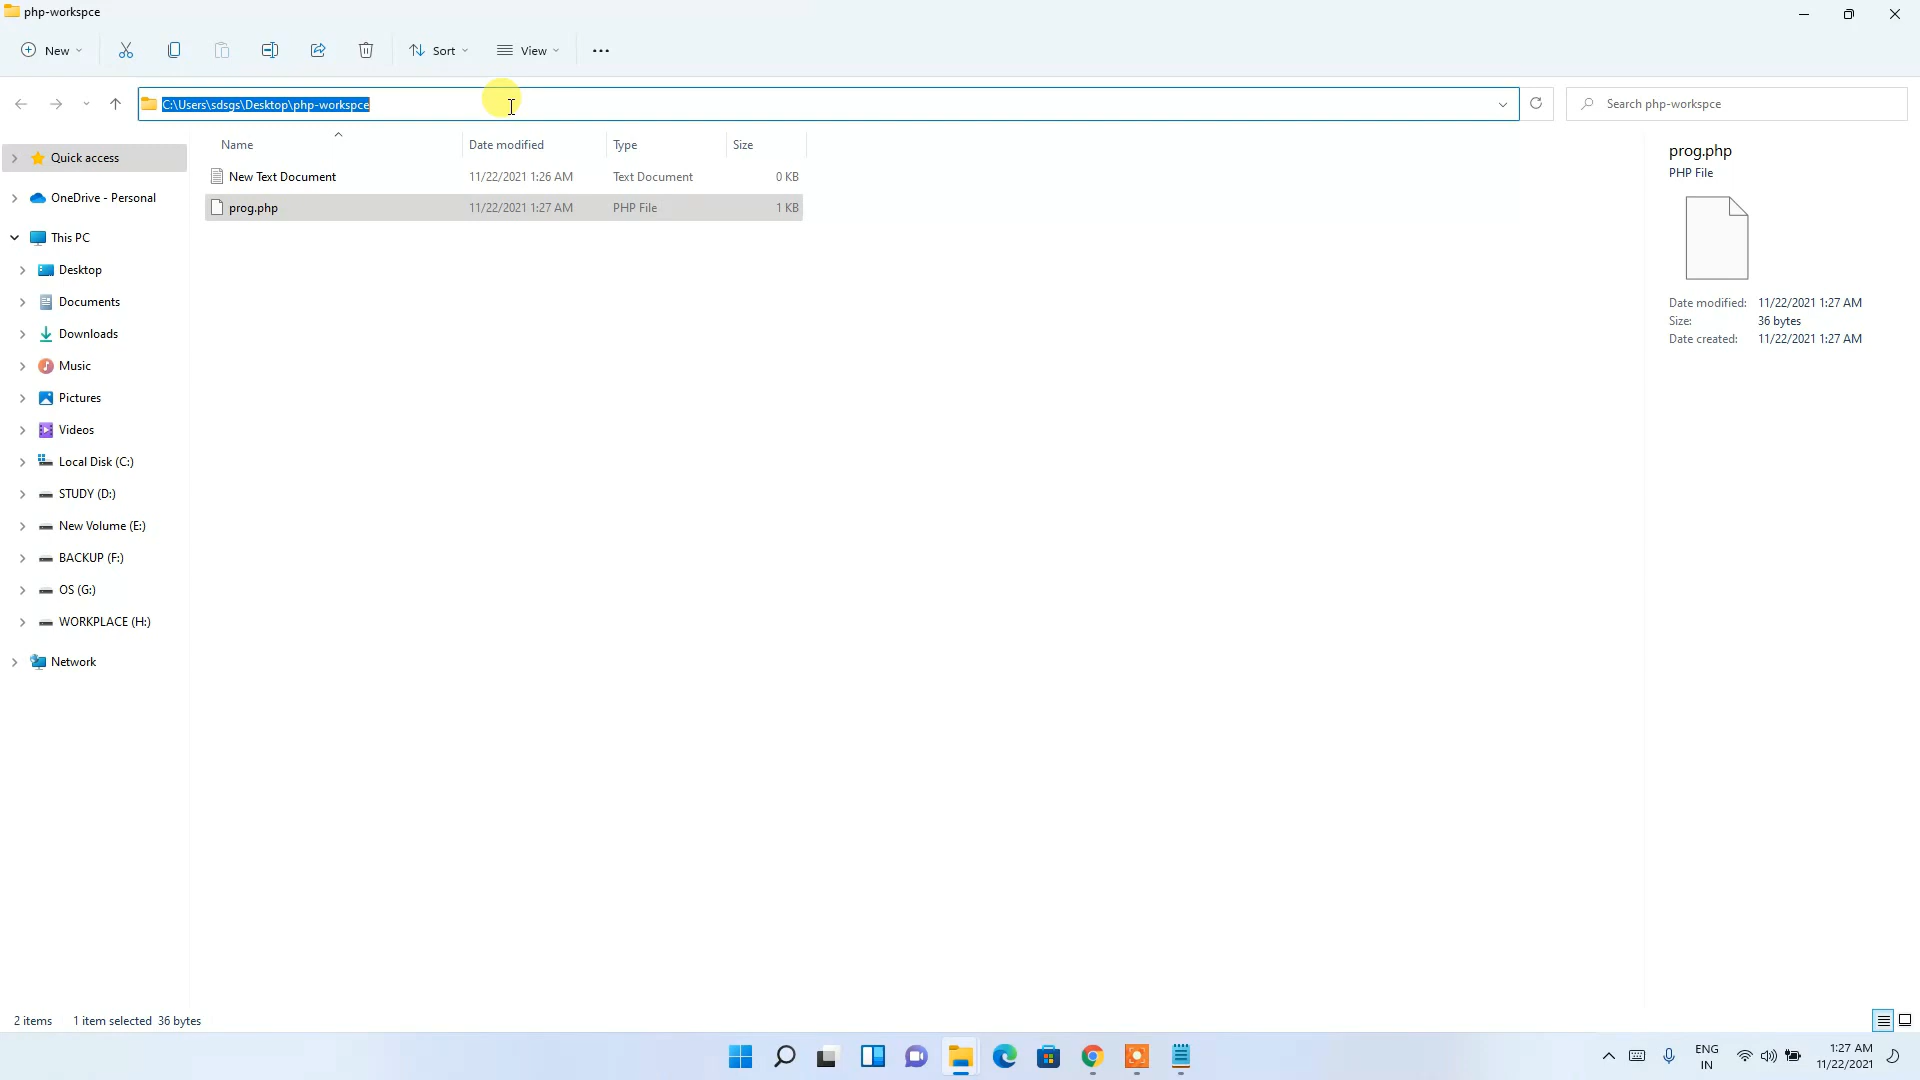 php-workspce
New
Sort
View
C:\Users\sdsgs\Desktop\php-workspce
Search php-workspce
Name Date modified Type Size
New Text Document 11/22/2021 1:26 AM Text Document 0 KB
prog.php 11/22/2021 1:27 AM PHP File 1 KB
Quick access
OneDrive - Personal
This PC
Desktop
Documents
Downloads
Music
Pictures
Videos
Local Disk (C:)
STUDY (D:)
New Volume (E:)
BACKUP (F:)
OS (G:)
WORKPLACE (H:)
Network
prog.php
PHP File
Date modified: 11/22/2021 1:27 AM
Size: 36 bytes
Date created: 11/22/2021 1:27 AM
2 items 1 item selected 36 bytes
ENG
IN
1:27 AM
11/22/2021